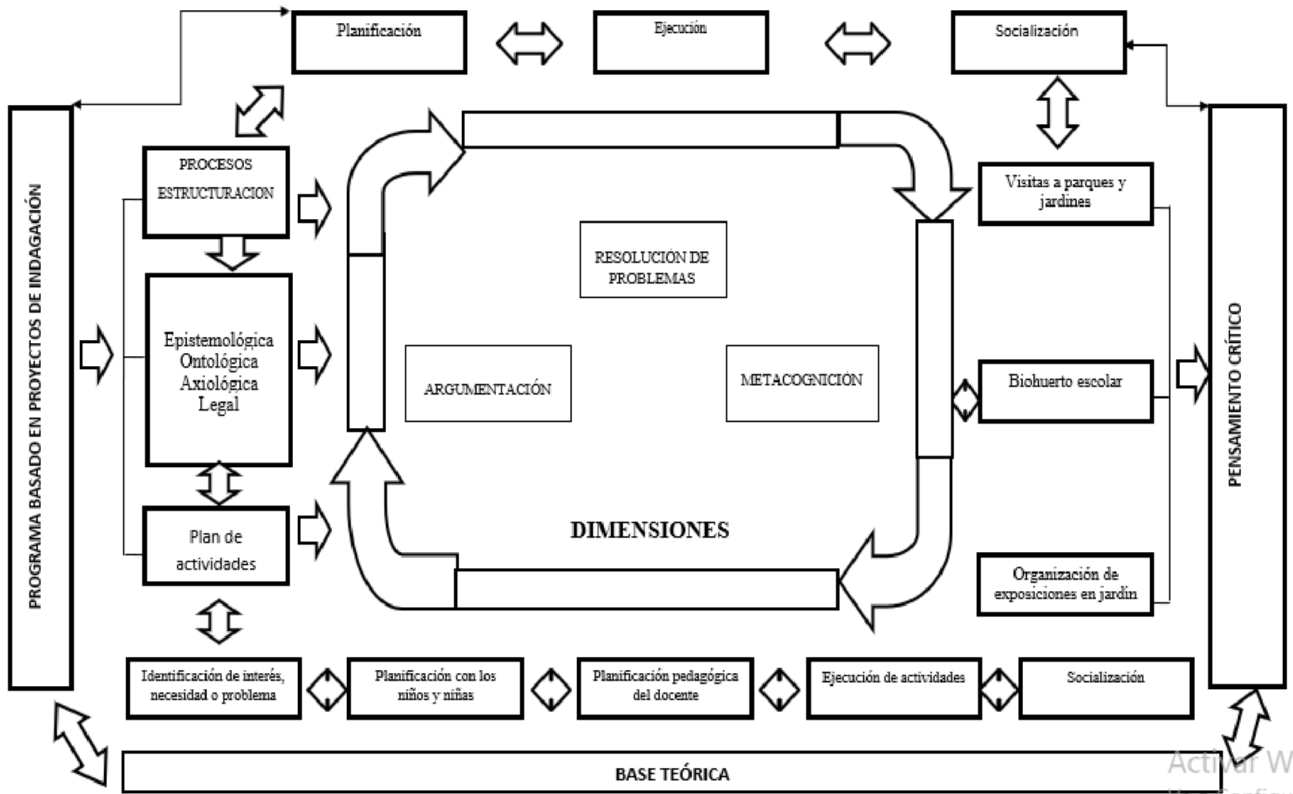 Planificación
Ejecución
Socialización
PROGRAMA BASADO EN PROYECTOS DE INDAGACIÓN
PROCESOS
ESTRUCTURACION
Epistemológica
Ontológica
Axiológica
Legal
Plan de
actividades
RESOLUCIÓN DE
PROBLEMAS
ARGUMENTACIÓN
METACOGNICIÓN
DIMENSIONES
Visitas a parques y
jardines
Biohuerto escolar
Organización de
exposiciones en jardín
PENSAMIENTO CRÍTICO
Identificación de interés,
necesidad o problema
Planificación con los
niños y niñas
Planificación pedagógica
del docente
Ejecución de actividades
Socialización
BASE TEÓRICA
Activar W